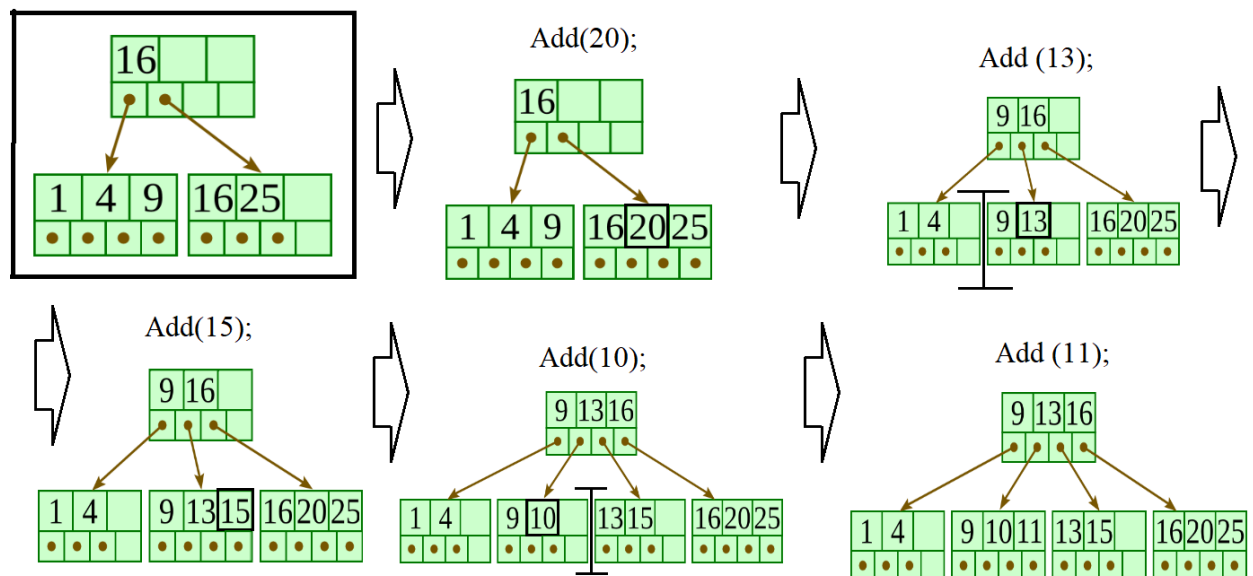 16
1 4 9 16 25
Add(20);
16
1 4 9 16 20 25
Add (13);
9 16
1 4 9 13 16 20 25
Add(15);
9 16
1 4 9 13 15 16 20 25
Add(10);
9 13 16
1 4 9 10 13 15 16 20 25
Add (11);
9 13 16
1 4 9 10 11 13 15 16 20 25